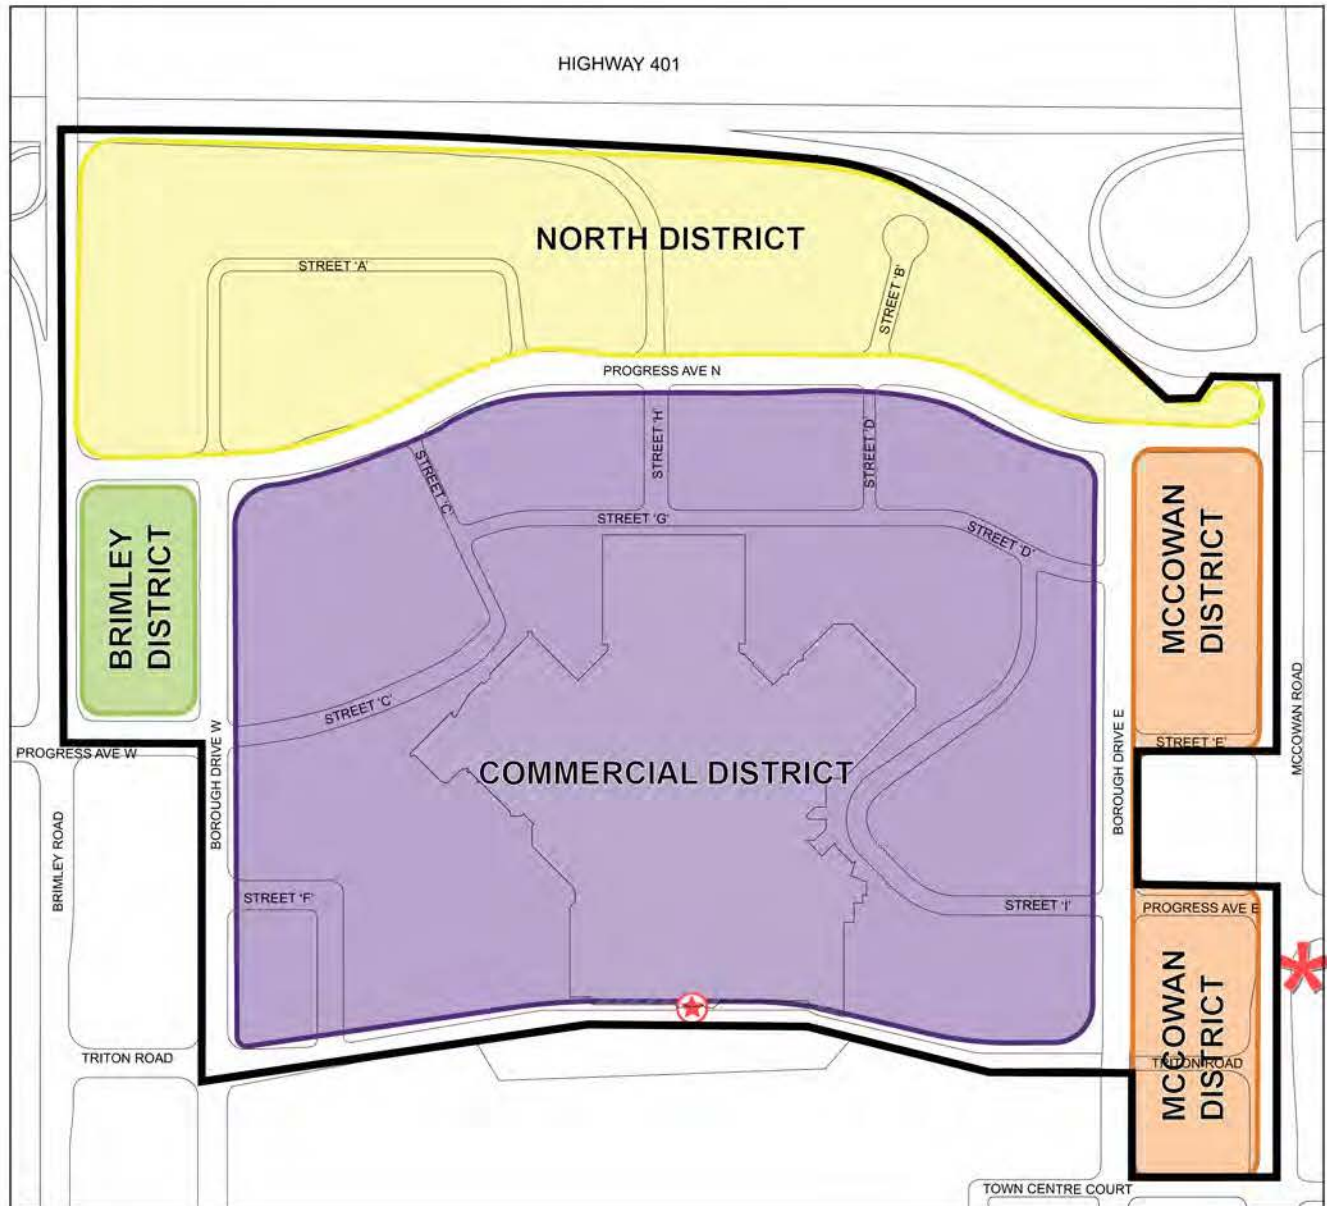 HIGHWAY 401
NORTH DISTRICT
STREET 'A'
STREET 'B'
PROGRESS AVE N
STREET 'H'
STREET 'D'
STREET 'C'
STREET 'G'
STREET 'D'
BRIMLEY
DISTRICT
MCCOWAN
DISTRICT
STREET 'C'
BOROUGH DRIVE W
BOROUGH DRIVE E
MCCOWAN ROAD
STREET 'E'
PROGRESS AVE W
COMMERCIAL DISTRICT
BRIMLEY ROAD
STREET 'F'
STREET 'I'
PROGRESS AVE E
MCCOWAN
DISTRICT
TRITON ROAD
TRITON ROAD
TOWN CENTRE COURT